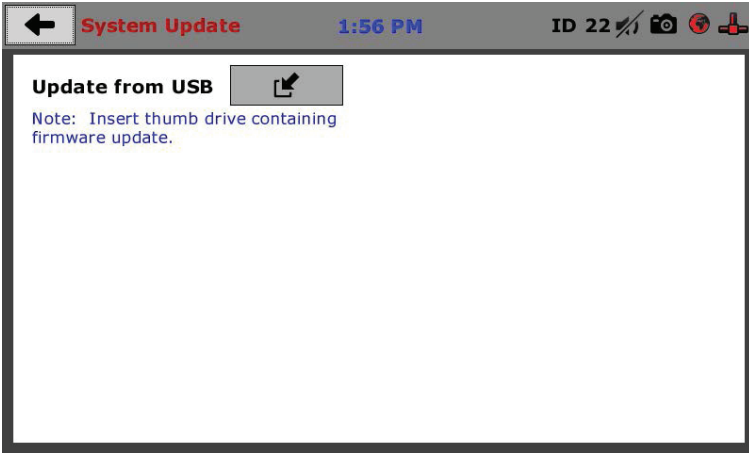 System Update 1:56 PM ID 22
Update from USB
Note: Insert thumb drive containing
firmware update.